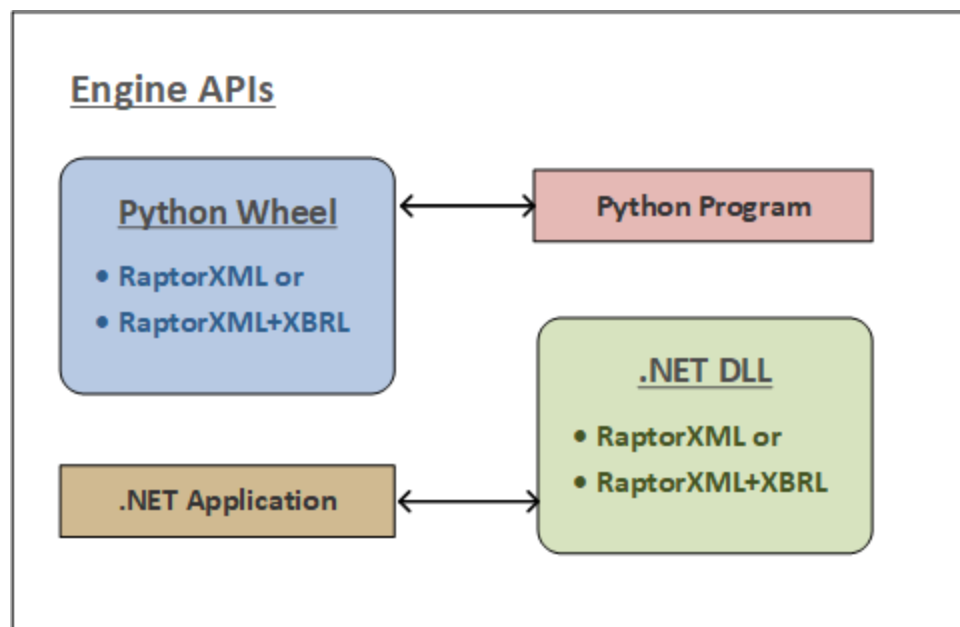 Engine APIs
Python Wheel
• RaptorXML or
• RaptorXML+XBRL
Python Program
.NET DLL
• RaptorXML or
• RaptorXML+XBRL
.NET Application